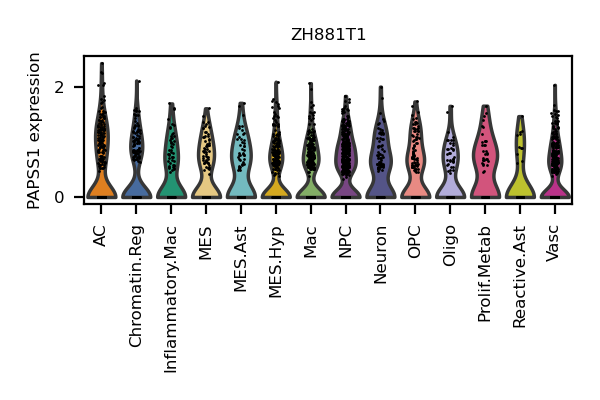 ZH881T1
PAPSS1 expression
2
0
AC
Chromatin.Reg
Inflammatory.Mac
MES
MES.Ast
MES.Hyp
Mac
NPC
Neuron
OPC
Oligo
Prolif.Metab
Reactive.Ast
Vasc